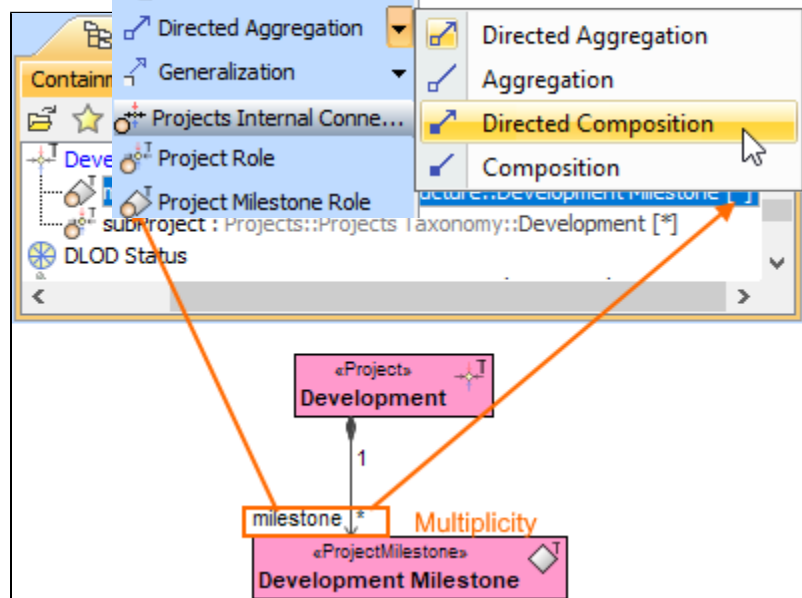 Directed Aggregation
Generalization
Projects Internal Conne...
Project Role
Project Milestone Role
Directed Aggregation
Aggregation
Directed Composition
Composition
Containm
Deve
ucture::Development Milestone [*]
subProject : Projects::Projects Taxonomy::Development [*]
DLOD Status
«Project»
Development
1
milestone *
Multiplicity
«ProjectMilestone»
Development Milestone